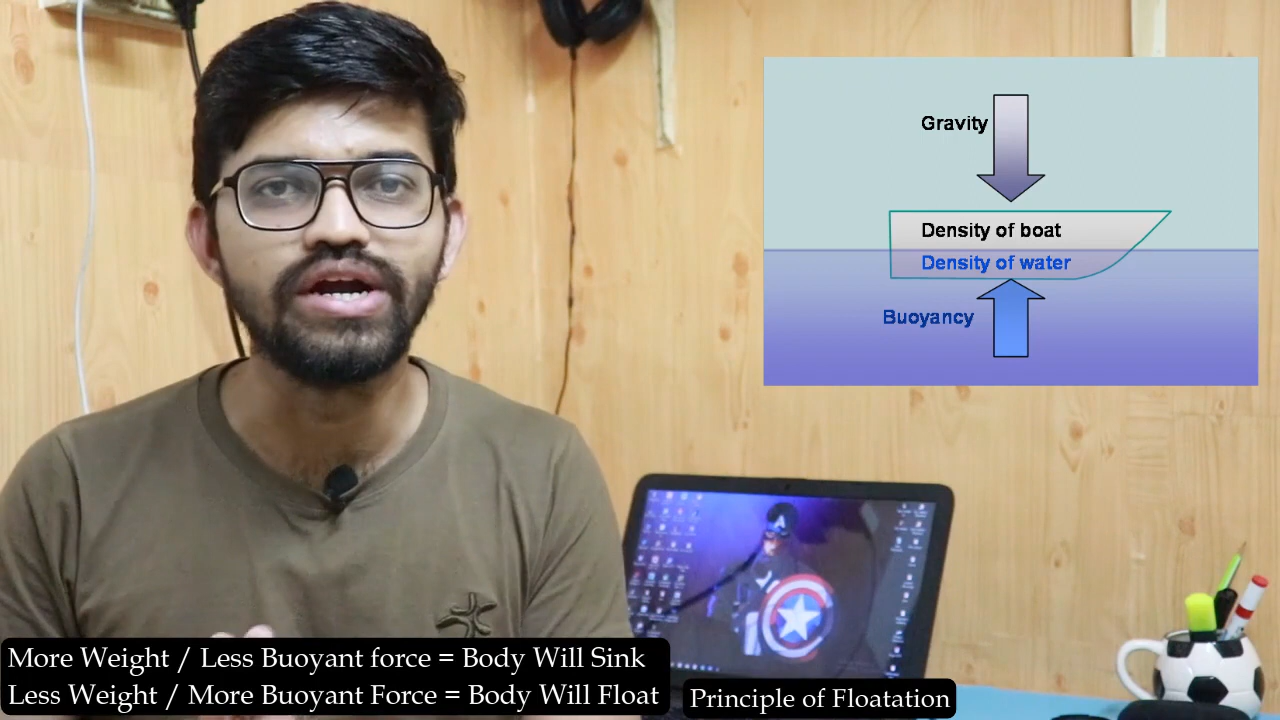 Gravity
Density of boat
Density of water
Buoyancy
A
More Weight / Less Buoyant force = Body Will Sink
Less Weight / More Buoyant Force = Body Will Float
Principle of Floatation